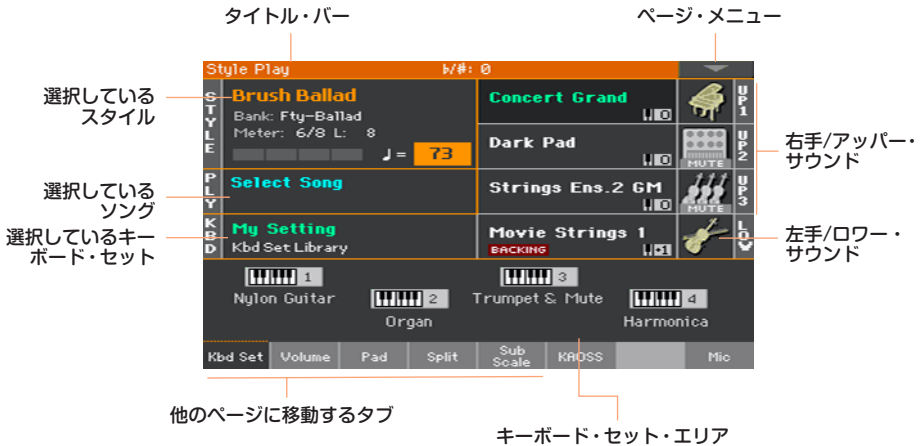 タイトル・バー
ページ・メニュー
Style Play
♭/#: 0
選択している
スタイル
STYLE
Brush Ballad
Bank: Fty-Ballad
Meter: 6/8 L: 8
♩= 73
Concert Grand
UP1
Dark Pad
MUTE
UP2
右手/アッパー・
サウンド
選択している
ソング
PLY
Select Song
Strings Ens.2 GM
MUTE
UP3
選択しているキー
ボード・セット
KBD
My Setting
Kbd Set Library
Movie Strings 1
BACKING
LOW
左手/ロワー・
サウンド
1
Nylon Guitar
2
Organ
3
Trumpet & Mute
4
Harmonica
Kbd Set
Volume
Pad
Split
Sub
Scale
KAOSS
Mic
他のページに移動するタブ
キーボード・セット・エリア